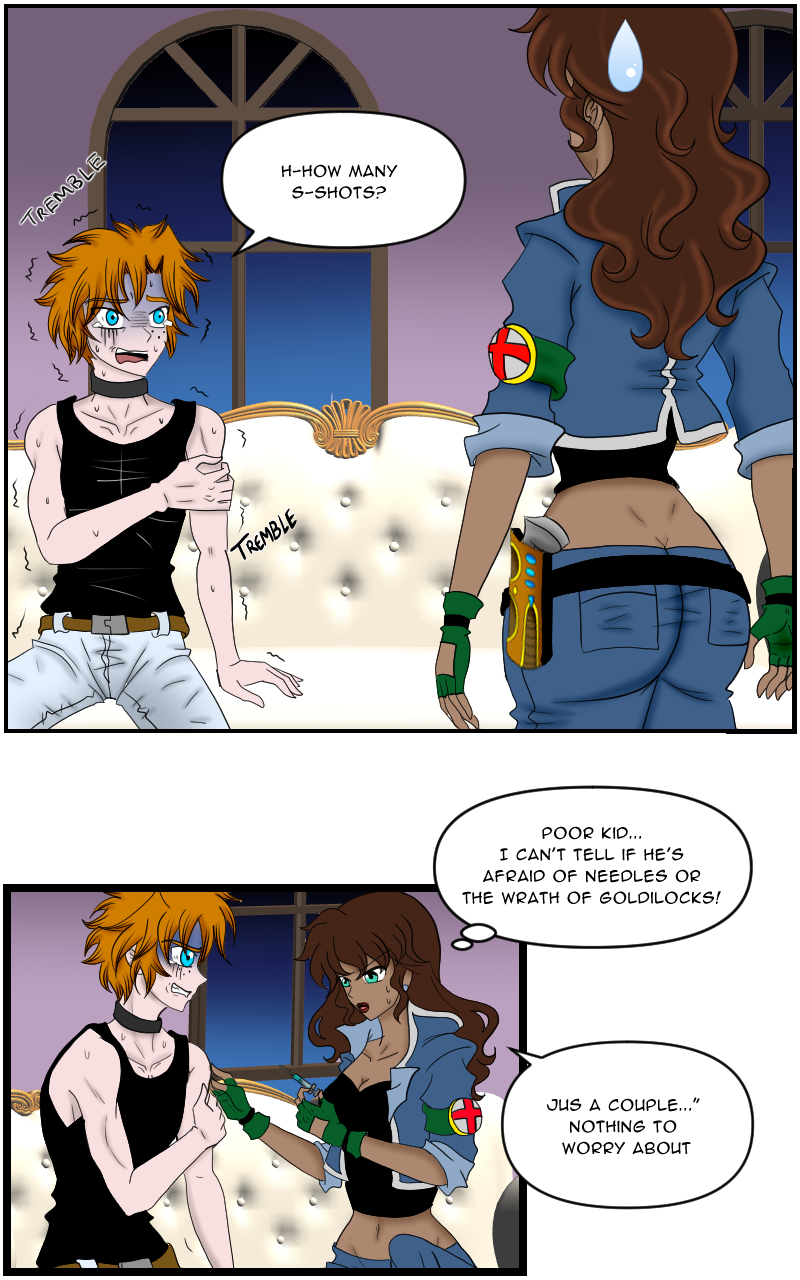 TREMBLE
H-HOW MANY
S-SHOTS?
TREMBLE
POOR KID...
I CAN'T TELL IF HE'S
AFRAID OF NEEDLES OR
THE WRATH OF GOLDILOCKS!
JUS A COUPLE..."
NOTHING TO
WORRY ABOUT